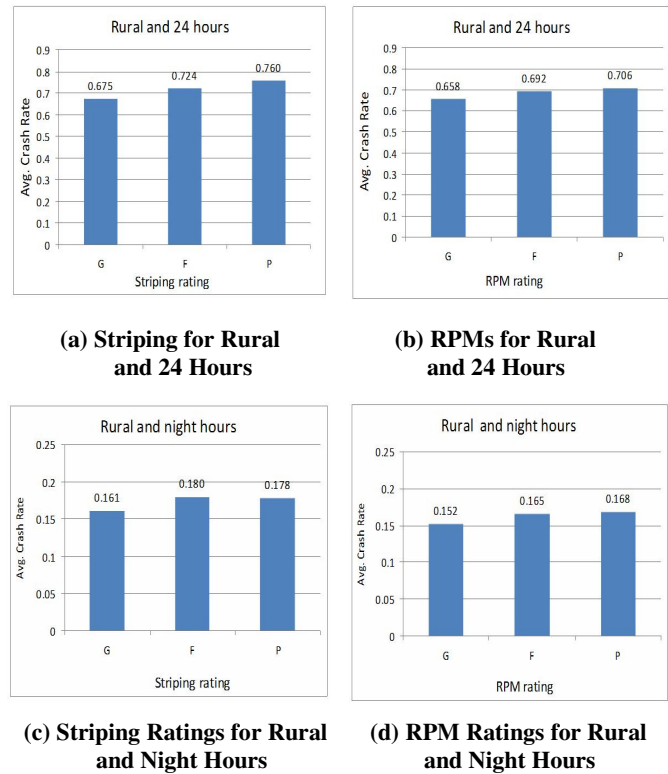 Rural and 24 hours
0.9
0.8
0.7
0.6
0.5
0.4
0.3
0.2
0.1
0
Avg. Crash Rate
0.675
0.724
0.760
G
F
P
Striping rating
(a) Striping for Rural
and 24 Hours
Rural and 24 hours
0.9
0.8
0.7
0.6
0.5
0.4
0.3
0.2
0.1
0
Avg. Crash Rate
0.658
0.692
0.706
G
F
P
RPM rating
(b) RPMs for Rural
and 24 Hours
Rural and night hours
0.25
0.2
0.15
0.1
0.05
0
Avg. Crash Rate
0.161
0.180
0.178
G
F
P
Striping rating
(c) Striping Ratings for Rural
and Night Hours
Rural and night hours
0.25
0.2
0.15
0.1
0.05
0
Avg. Crash Rate
0.152
0.165
0.168
G
F
P
RPM rating
(d) RPM Ratings for Rural
and Night Hours